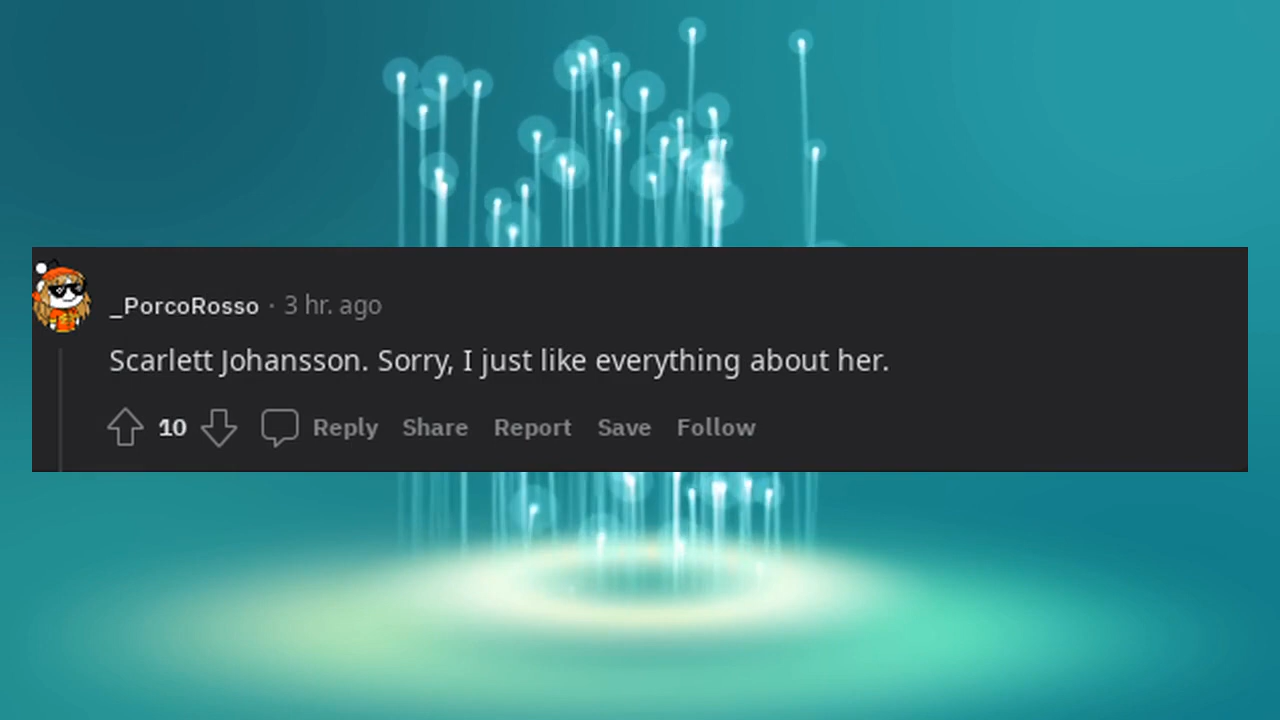 _PorcoRosso · 3 hr. ago
Scarlett Johansson. Sorry, I just like everything about her.
10 Reply Share Report Save Follow